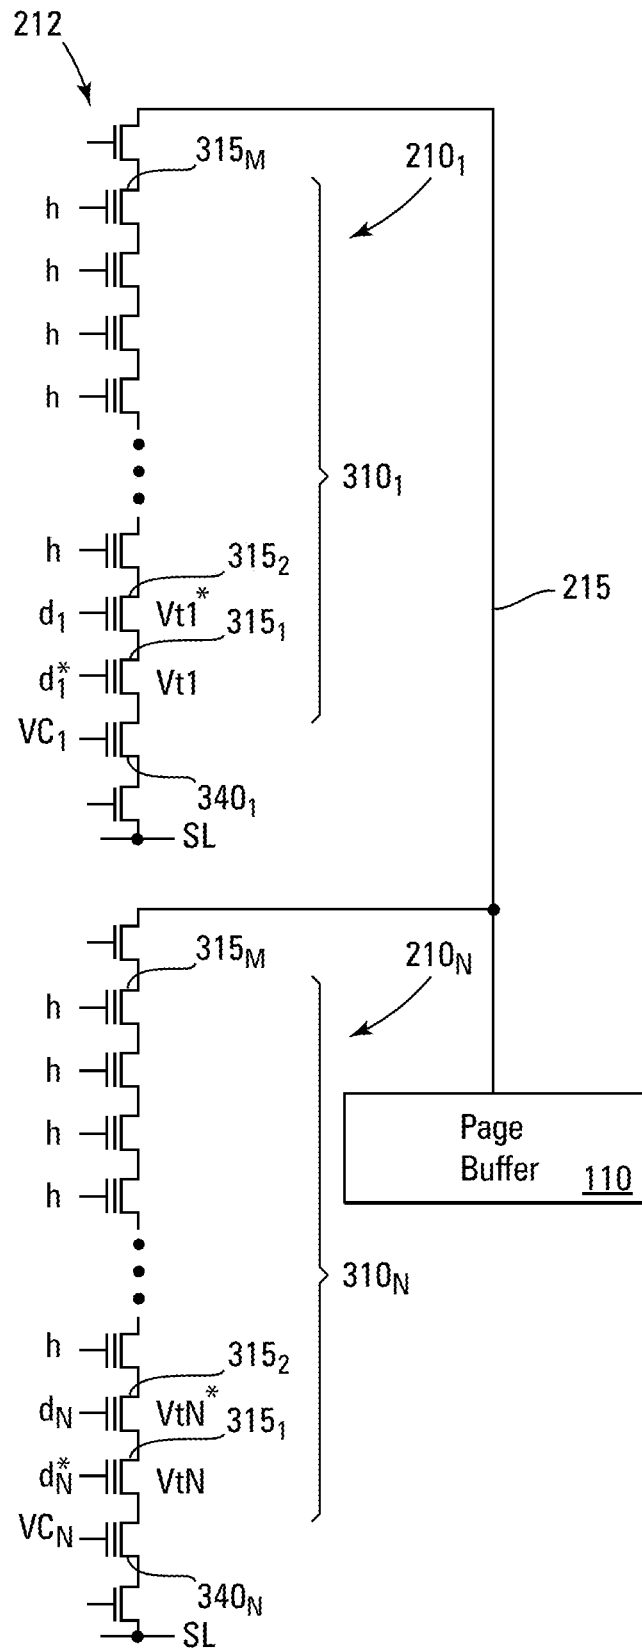 212
315M
210₁
h
h
h
h
310₁
h
315₂
d₁ Vt1*
315₁
215
d₁* Vt1
VC₁
340₁
SL
315M
210N
h
h
h
h
Page
Buffer 110
310N
h
315₂
dN VtN*
315₁
dN* VtN
VCN
340N
SL